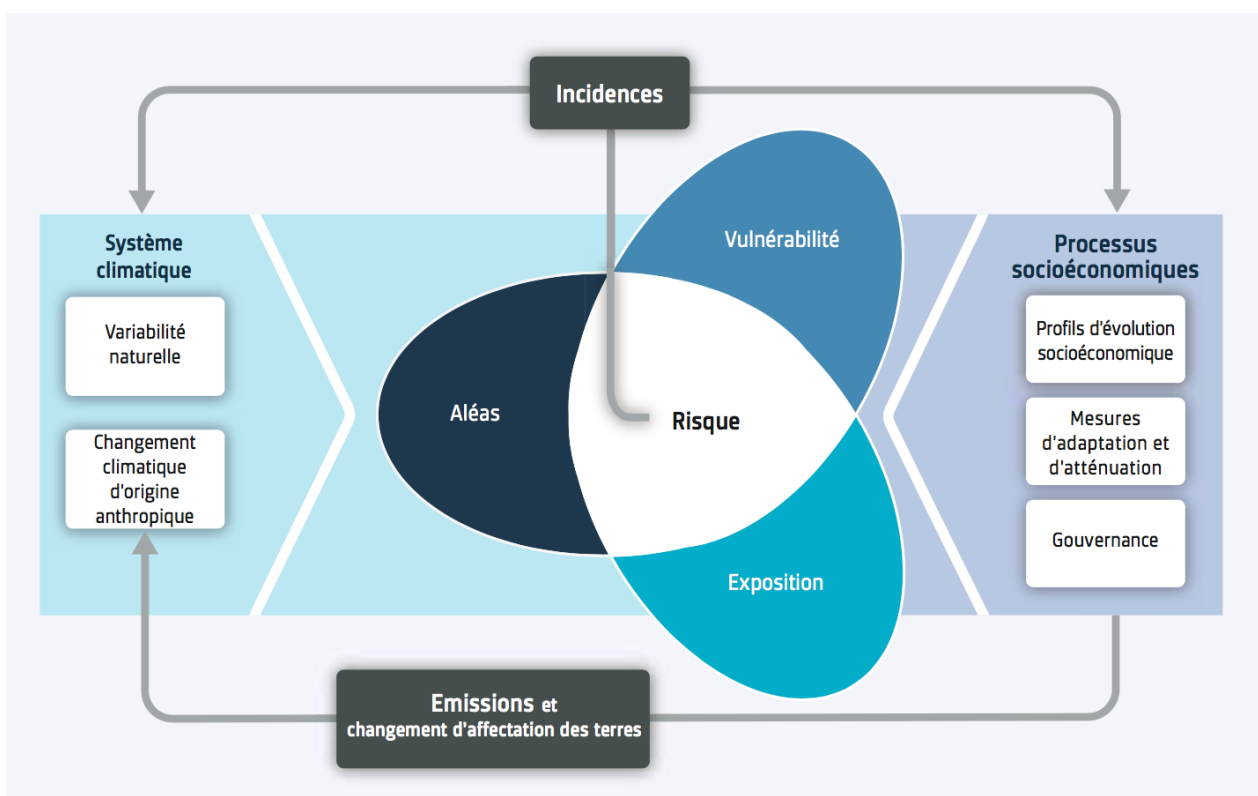 Incidences
Système
climatique
Variabilité
naturelle
Changement
climatique
d'origine
anthropique
Vulnérabilité
Aléas
Risque
Exposition
Processus
socioéconomiques
Profils d'évolution
socioéconomique
Mesures
d'adaptation et
d'atténuation
Gouvernance
Emissions et
changement d'affectation des terres